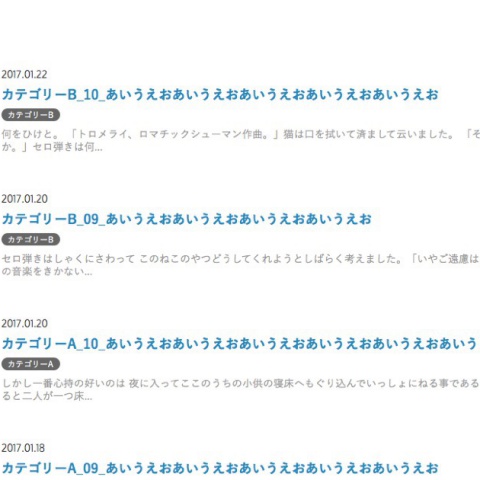 2017.01.22
カテゴリーB_10_あいうえおあいうえおあいうえおあいうえおあいうえお
カテゴリーB
何をひけと。「トロメライ、ロマチックシューマン作曲。」猫は口を拭いて済まして云いました。「そ
か。」セロ弾きは何...
2017.01.20
カテゴリーB_09_あいうえおあいうえおあいうえおあいうえお
カテゴリーB
セロ弾きはしゃくにさわって このねこのやつどうしてくれようとしばらく考えました。「いやご遠慮は
の音楽をきかない...
2017.01.20
カテゴリーA_10_あいうえおあいうえおあいうえおあいうえおあいうえおあいう
カテゴリーA
しかし一番心持の好いのは 夜に入ってここのうちの小供の寝床へもぐり込んでいっしょにねる事である
ると二人が一つ床...
2017.01.18
カテゴリーA_09_あいうえおあいうえおあいうえおあいうえおあいうえお